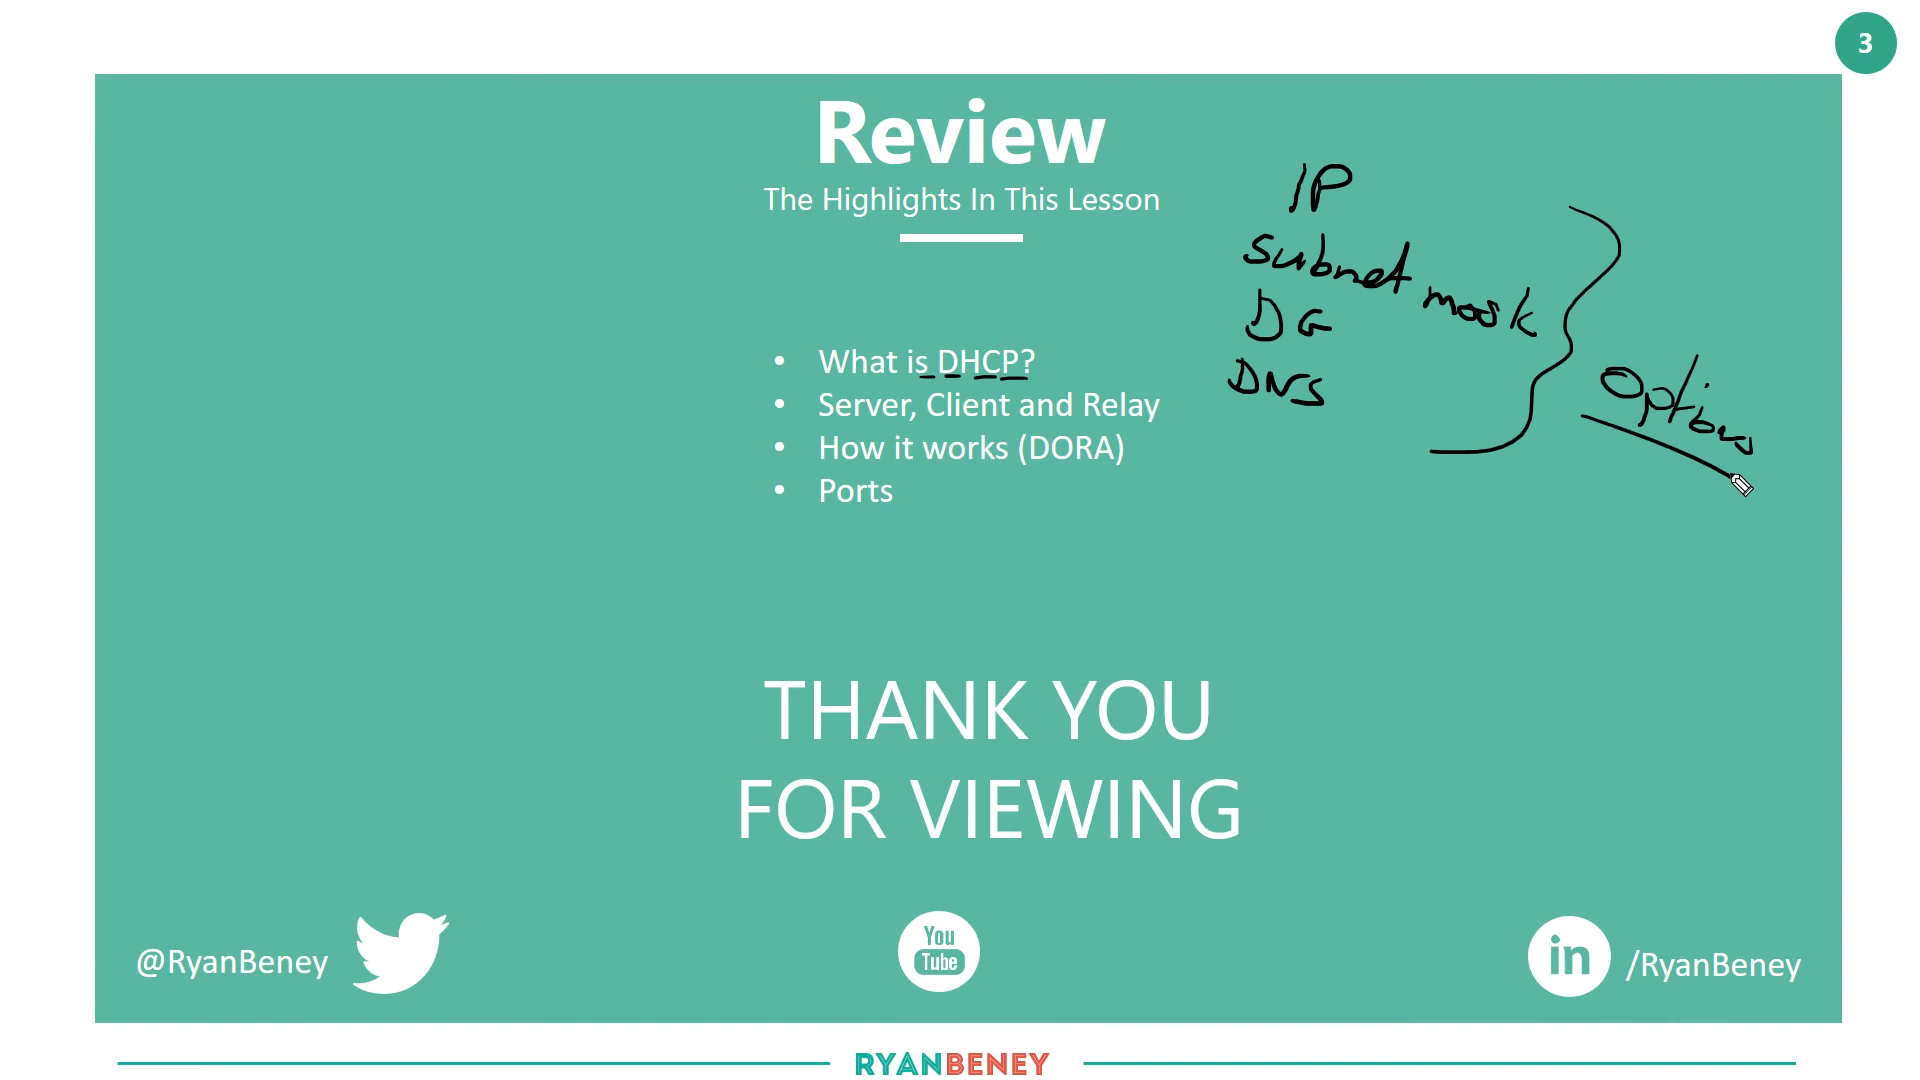 3
Review
The Highlights In This Lesson
IP
Subnet mask
DG
DNS
Options
• What is DHCP?
• Server, Client and Relay
• How it works (DORA)
• Ports
THANK YOU
FOR VIEWING
@RyanBeney
You
Tube
in
/RyanBeney
RYANBENEY